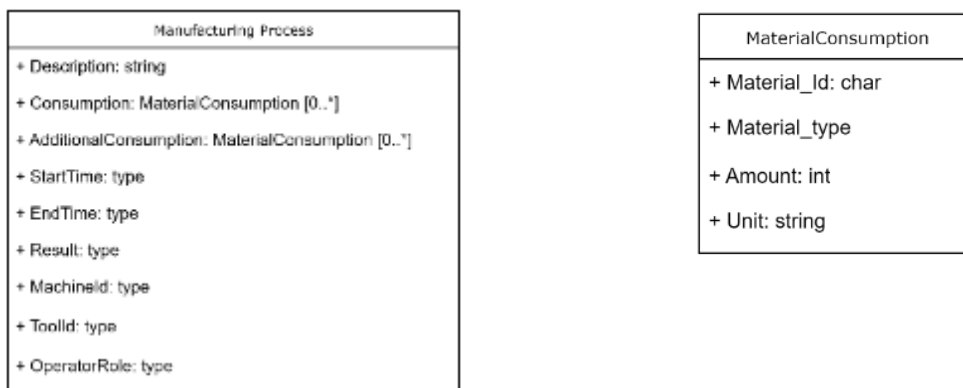 Manufacturing Process
+ Description: string
+ Consumption: MaterialConsumption [0..*]
+ AdditionalConsumption: MaterialConsumption [0..*]
+ StartTime: type
+ EndTime: type
+ Result: type
+ MachineId: type
+ ToolId: type
+ OperatorRole: type
MaterialConsumption
+ Material_Id: char
+ Material_type
+ Amount: int
+ Unit: string